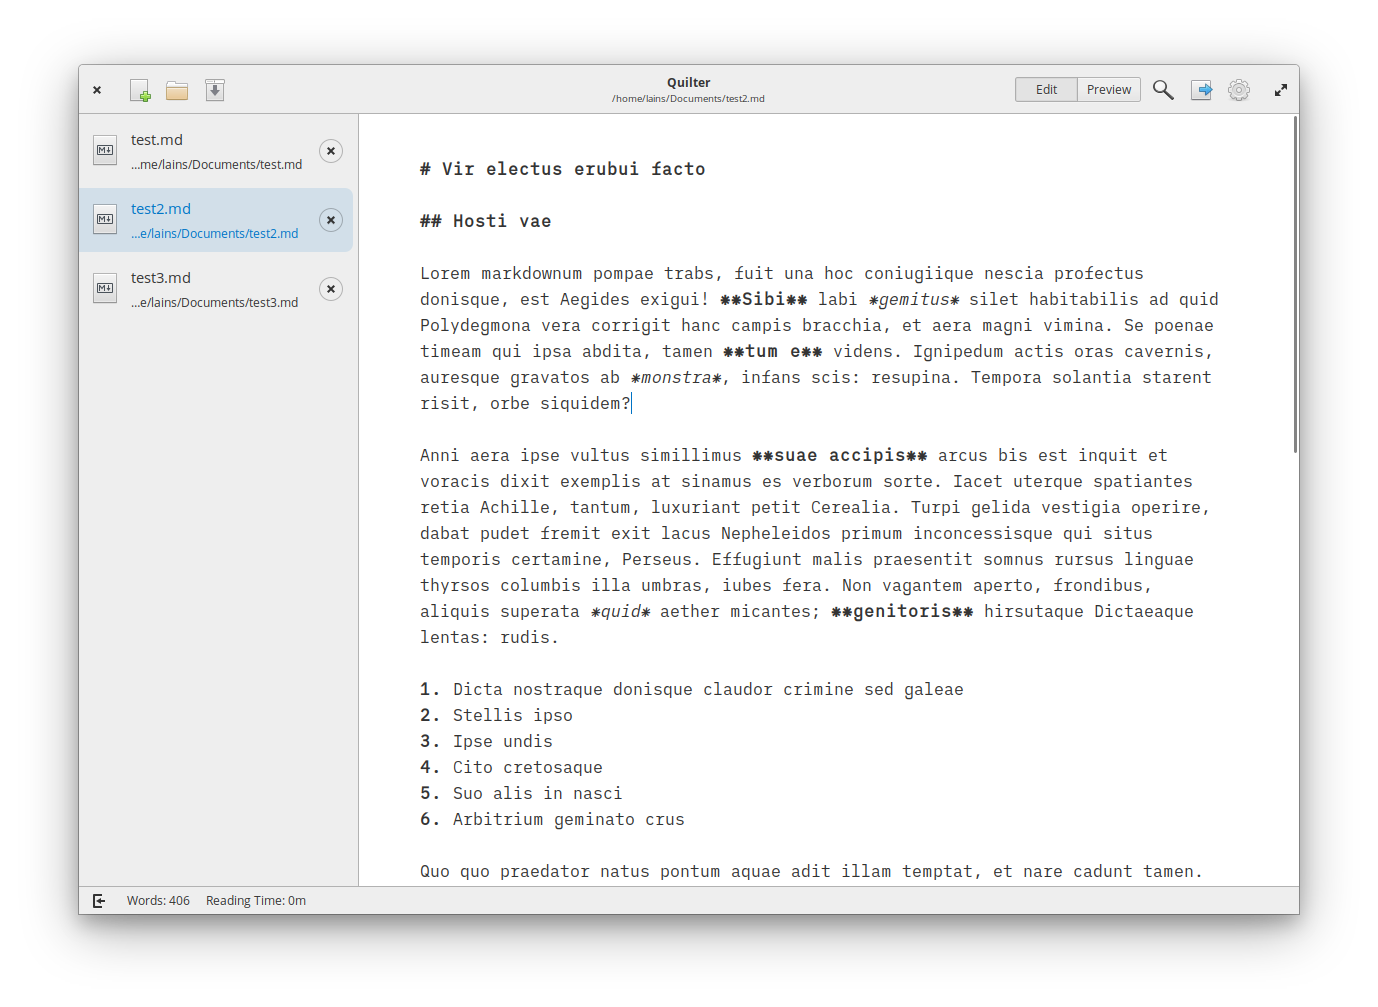 Quilter
/home/lains/Documents/test2.md
Edit
Preview
test.md
...me/lains/Documents/test.md
test2.md
...e/lains/Documents/test2.md
test3.md
...e/lains/Documents/test3.md
# Vir electus erubui facto
## Hosti vae
Lorem markdownum pompae trabs, fuit una hoc coniugiique nescia profectus
donisque, est Aegides exigui! **Sibi** labi *gemitus* silet habitabilis ad quid
Polydegmona vera corrigit hanc campis bracchia, et aera magni vimina. Se poenae
timeam qui ipsa abdita, tamen **tum e** videns. Ignipedum actis oras cavernis,
auresque gravatos ab *monstra*, infans scis: resupina. Tempora solantia starent
risit, orbe siquidem?
Anni aera ipse vultus simillimus **suae accipis** arcus bis est inquit et
voracis dixit exemplis at sinamus es verborum sorte. Iacet uterque spatiantes
retia Achille, tantum, luxuriant petit Cerealia. Turpi gelida vestigia operire,
dabat pudet fremit exit lacus Nepheleidos primum inconcessisque qui situs
temporis certamine, Perseus. Effugiunt malis praesentit somnus rursus linguae
thyrsos columbis illa umbras, iubes fera. Non vagantem aperto, frondibus,
aliquis superata *quid* aether micantes; **genitoris** hirsutaque Dictaeaque
lentas: rudis.
1. Dicta nostraque donisque claudor crimine sed galeae
2. Stellis ipso
3. Ipse undis
4. Cito cretosaque
5. Suo alis in nasci
6. Arbitrium geminato crus
Quo quo praedator natus pontum aquae adit illam temptat, et nare cadunt tamen.
Words: 406
Reading Time: 0m